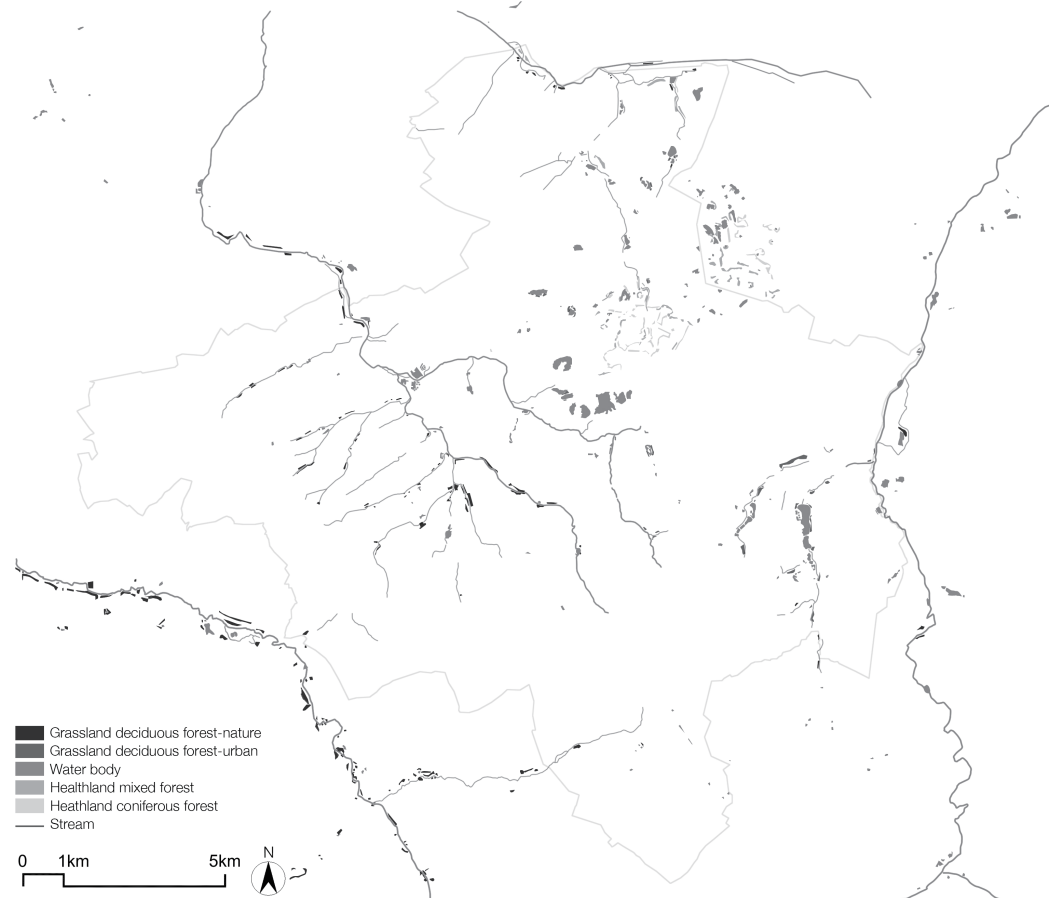 Grassland deciduous forest-nature
Grassland deciduous forest-urban
Water body
Healthland mixed forest
Heathland coniferous forest
Stream
0 1km 5km
N